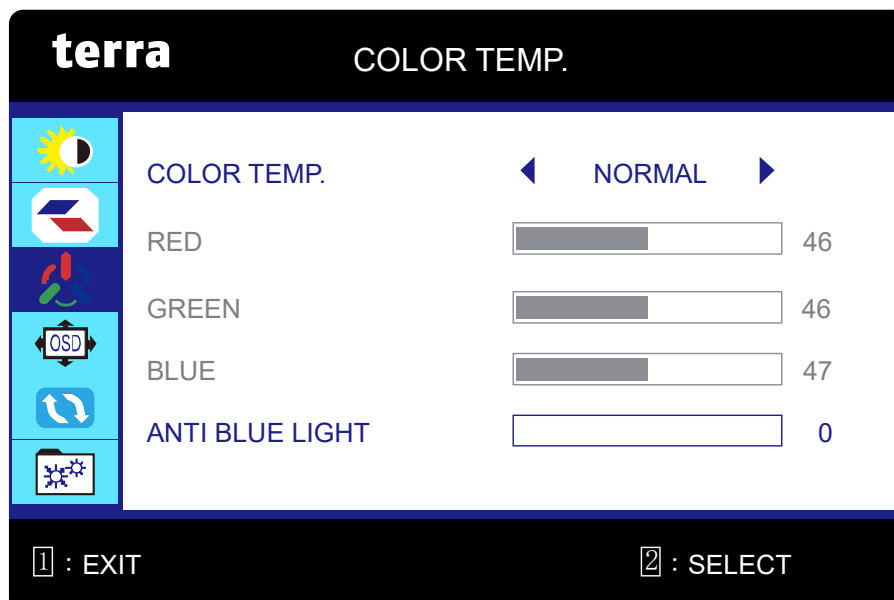 terra COLOR TEMP.
COLOR TEMP. NORMAL
RED 46
GREEN 46
OSD
BLUE 47
ANTI BLUE LIGHT 0
1 : EXIT 2 : SELECT